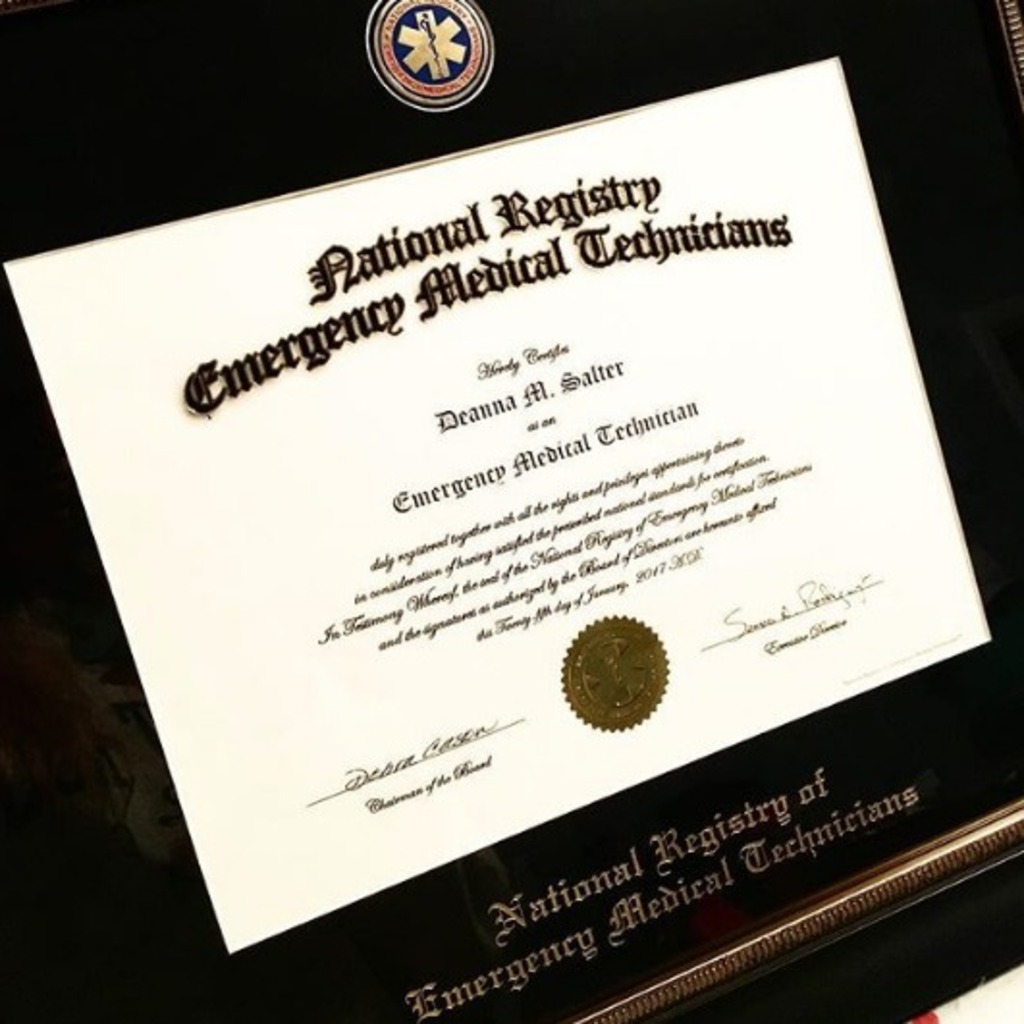 National Registry
Emergency Medical Technicians
Hereby Certifies
Deanna M. Salter
as an
Emergency Medical Technician
duly registered together with all the rights and privileges appertaining thereto
in consideration of having satisfied the prescribed national standards for certification.
In Testimony Whereof, the seal of the National Registry of Emergency Medical Technicians
and the signatures as authorized by the Board of Directors are hereunto affixed
this Twenty fifth day of January, 2017 AD.
Executive Director
Chairman of the Board
National Registry of
Emergency Medical Technicians